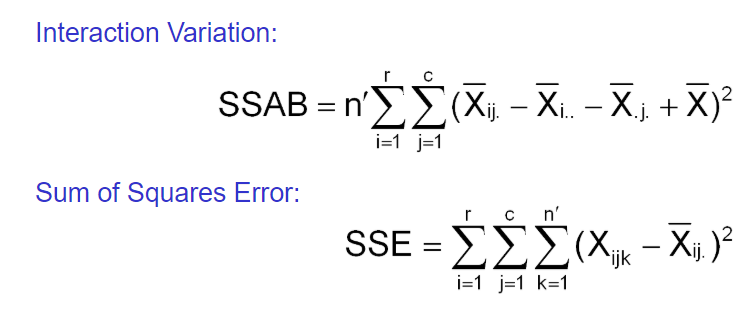 Interaction Variation:
SSAB = n′ ∑_{i=1}^{r} ∑_{j=1}^{c} (X̅_{ij.} − X̅_{i..} − X̅_{.j.} + X̅)²
Sum of Squares Error:
SSE = ∑_{i=1}^{r} ∑_{j=1}^{c} ∑_{k=1}^{n′} (X_{ijk} − X̅_{ij.})²